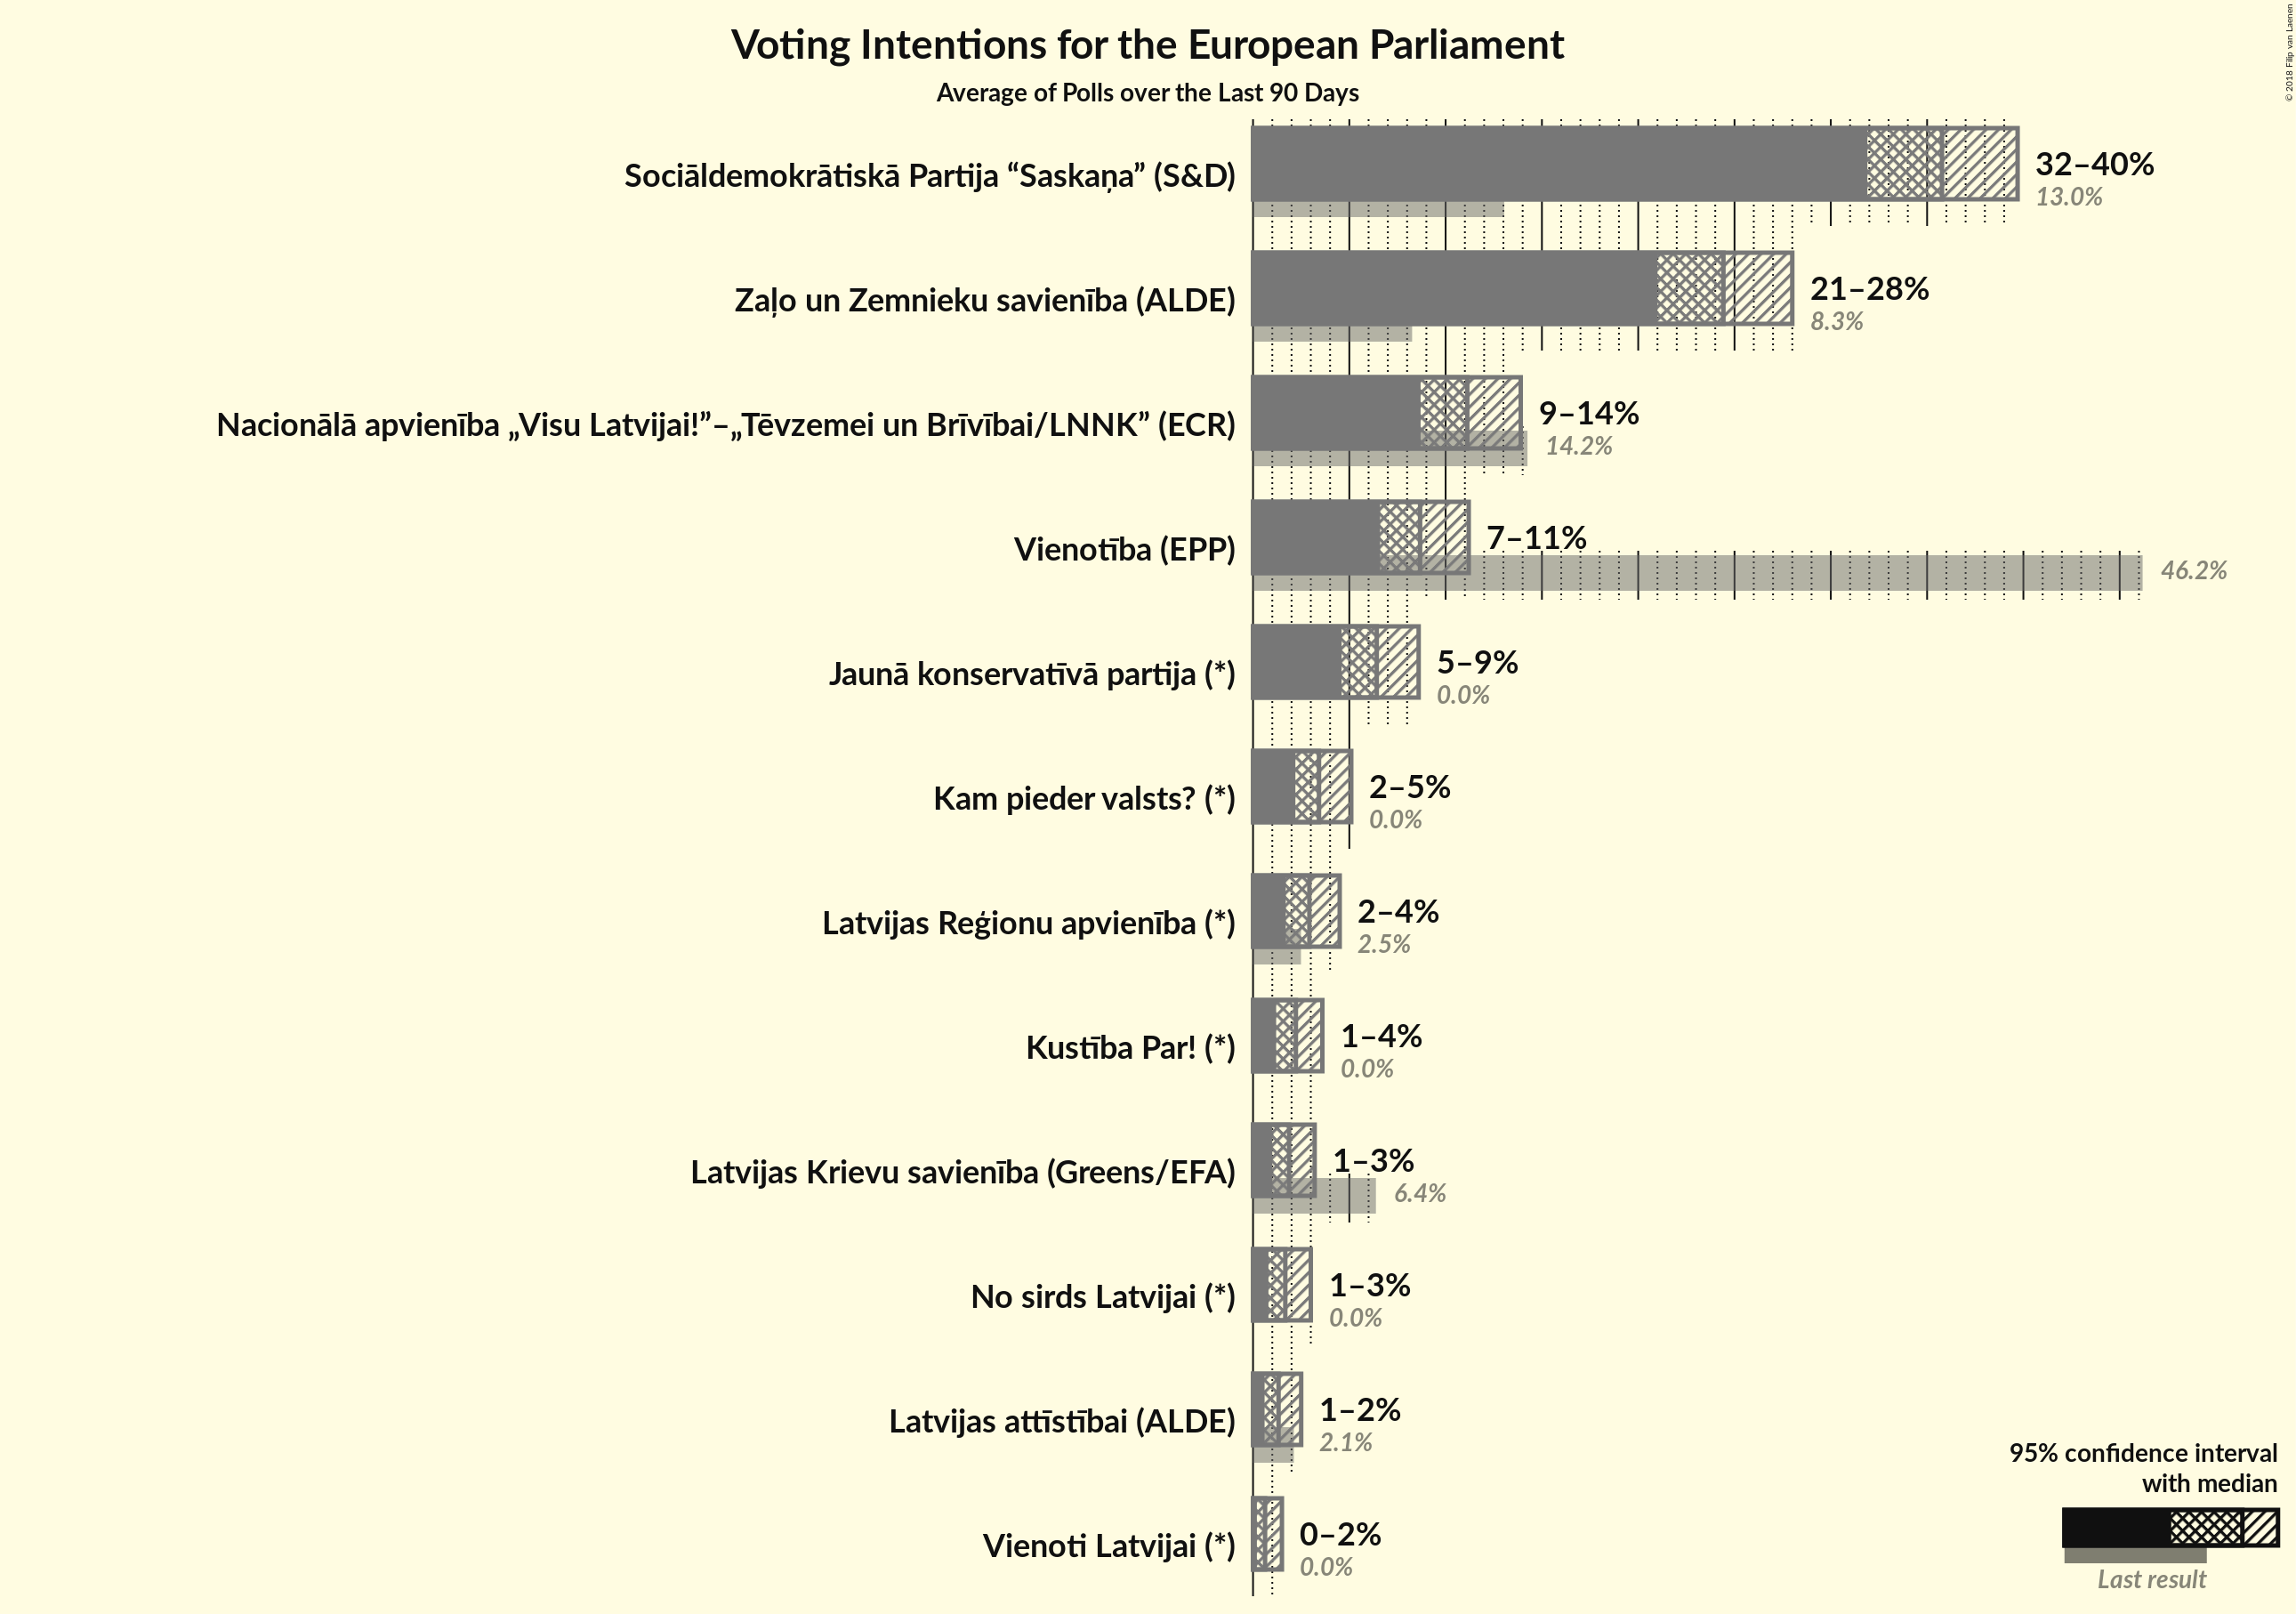 Voting Intentions for the European Parliament
Average of Polls over the Last 90 Days
© 2018 Filip van Laenen
Sociāldemokrātiskā Partija “Saskaņa” (S&D)
32–40%
13.0%
Zaļo un Zemnieku savienība (ALDE)
21–28%
8.3%
Nacionālā apvienība „Visu Latvijai!”–„Tēvzemei un Brīvībai/LNNK” (ECR)
9–14%
14.2%
Vienotība (EPP)
7–11%
46.2%
Jaunā konservatīvā partija (*)
5–9%
0.0%
Kam pieder valsts? (*)
2–5%
0.0%
Latvijas Reģionu apvienība (*)
2–4%
2.5%
Kustība Par! (*)
1–4%
0.0%
Latvijas Krievu savienība (Greens/EFA)
1–3%
6.4%
No sirds Latvijai (*)
1–3%
0.0%
Latvijas attīstībai (ALDE)
1–2%
2.1%
Vienoti Latvijai (*)
0–2%
0.0%
95% confidence interval
with median
Last result